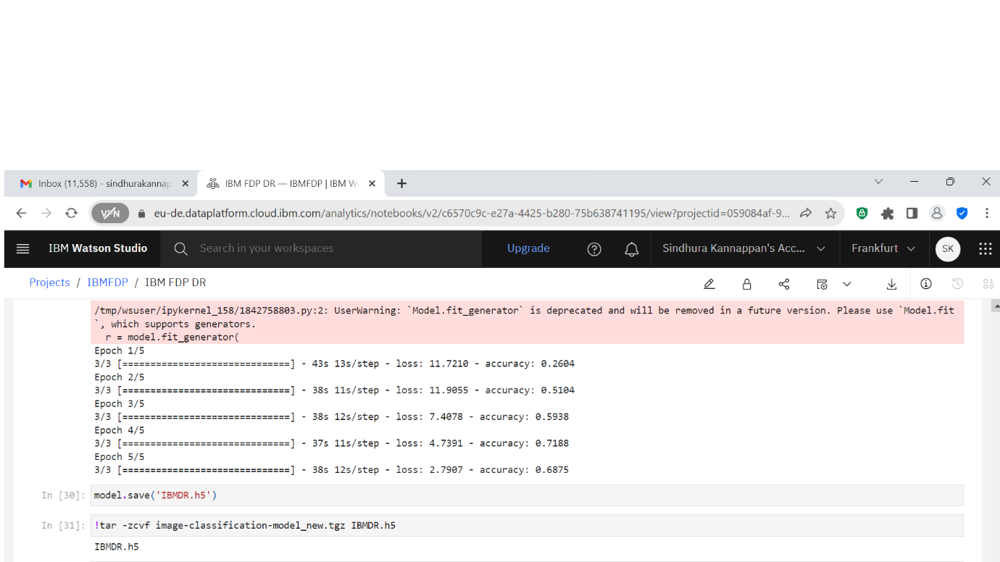 Inbox (11,558) - sindhurakannap
IBM FDP DR — IBMFDP | IBM W
VPN
eu-de.dataplatform.cloud.ibm.com/analytics/notebooks/v2/c6570c9c-e27a-4425-b280-75b638741195/view?projectid=059084af-9...
IBM Watson Studio
Search in your workspaces
Upgrade
Sindhura Kannappan's Acc...
Frankfurt
SK
Projects / IBMFDP / IBM FDP DR
/tmp/wsuser/ipykernel_158/1842758803.py:2: UserWarning: `Model.fit_generator` is deprecated and will be removed in a future version. Please use `Model.fit
`, which supports generators.
r = model.fit_generator(
Epoch 1/5
3/3 [==============================] - 43s 13s/step - loss: 11.7210 - accuracy: 0.2604
Epoch 2/5
3/3 [==============================] - 38s 11s/step - loss: 11.9055 - accuracy: 0.5104
Epoch 3/5
3/3 [==============================] - 38s 12s/step - loss: 7.4078 - accuracy: 0.5938
Epoch 4/5
3/3 [==============================] - 37s 11s/step - loss: 4.7391 - accuracy: 0.7188
Epoch 5/5
3/3 [==============================] - 38s 12s/step - loss: 2.7907 - accuracy: 0.6875
In [30]: model.save('IBMDR.h5')
In [31]: !tar -zcvf image-classification-model_new.tgz IBMDR.h5
IBMDR.h5